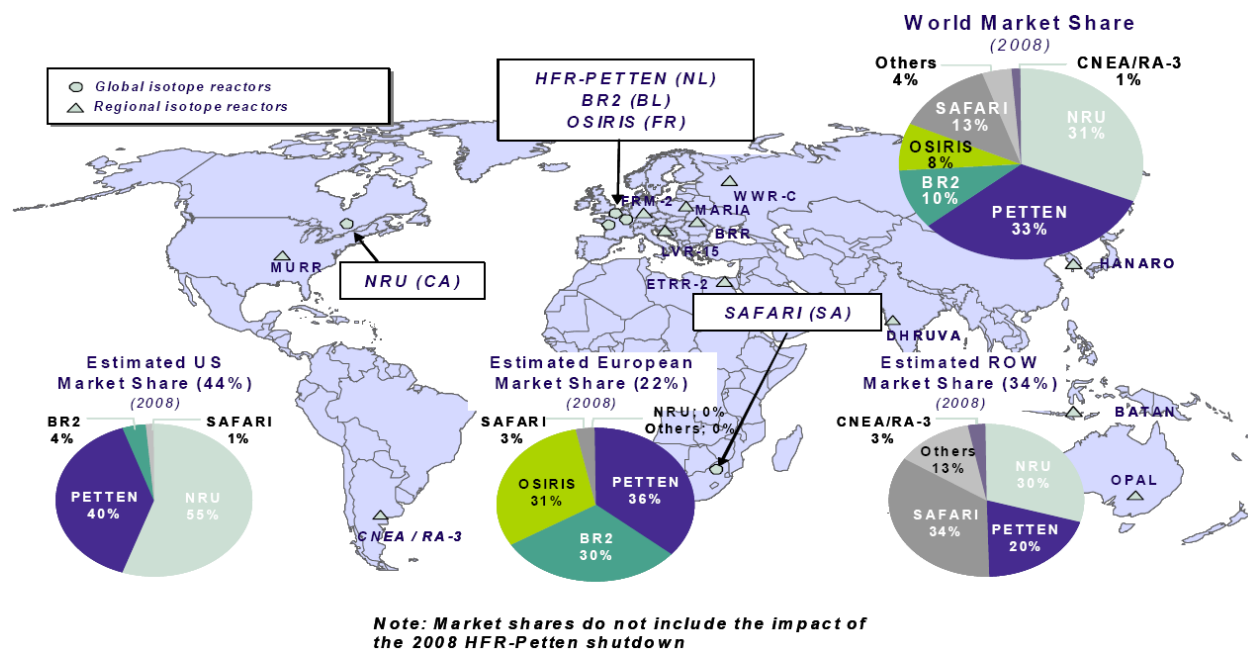 World Market Share
(2008)
Global isotope reactors
Regional isotope reactors
HFR-PETTEN (NL)
BR2 (BL)
OSIRIS (FR)
Others
4%
CNEA/RA-3
1%
NRU
31%
SAFARI
13%
OSIRIS
8%
BR2
10%
PETTEN
33%
WWR-C
FRM-2
MARIA
BRR
LVR-15
MURR
NRU (CA)
ETRR-2
SAFARI (SA)
HANARO
DHRUVA
BATAN
OPAL
CNEA / RA-3
Estimated US
Market Share (44%)
(2008)
BR2
4%
SAFARI
1%
PETTEN
40%
NRU
55%
Estimated European
Market Share (22%)
(2008)
SAFARI
3%
NRU; 0%
Others; 0%
OSIRIS
31%
PETTEN
36%
BR2
30%
Estimated ROW
Market Share (34%)
(2008)
CNEA/RA-3
3%
Others
13%
NRU
30%
SAFARI
34%
PETTEN
20%
Note: Market shares do not include the impact of
the 2008 HFR-Petten shutdown